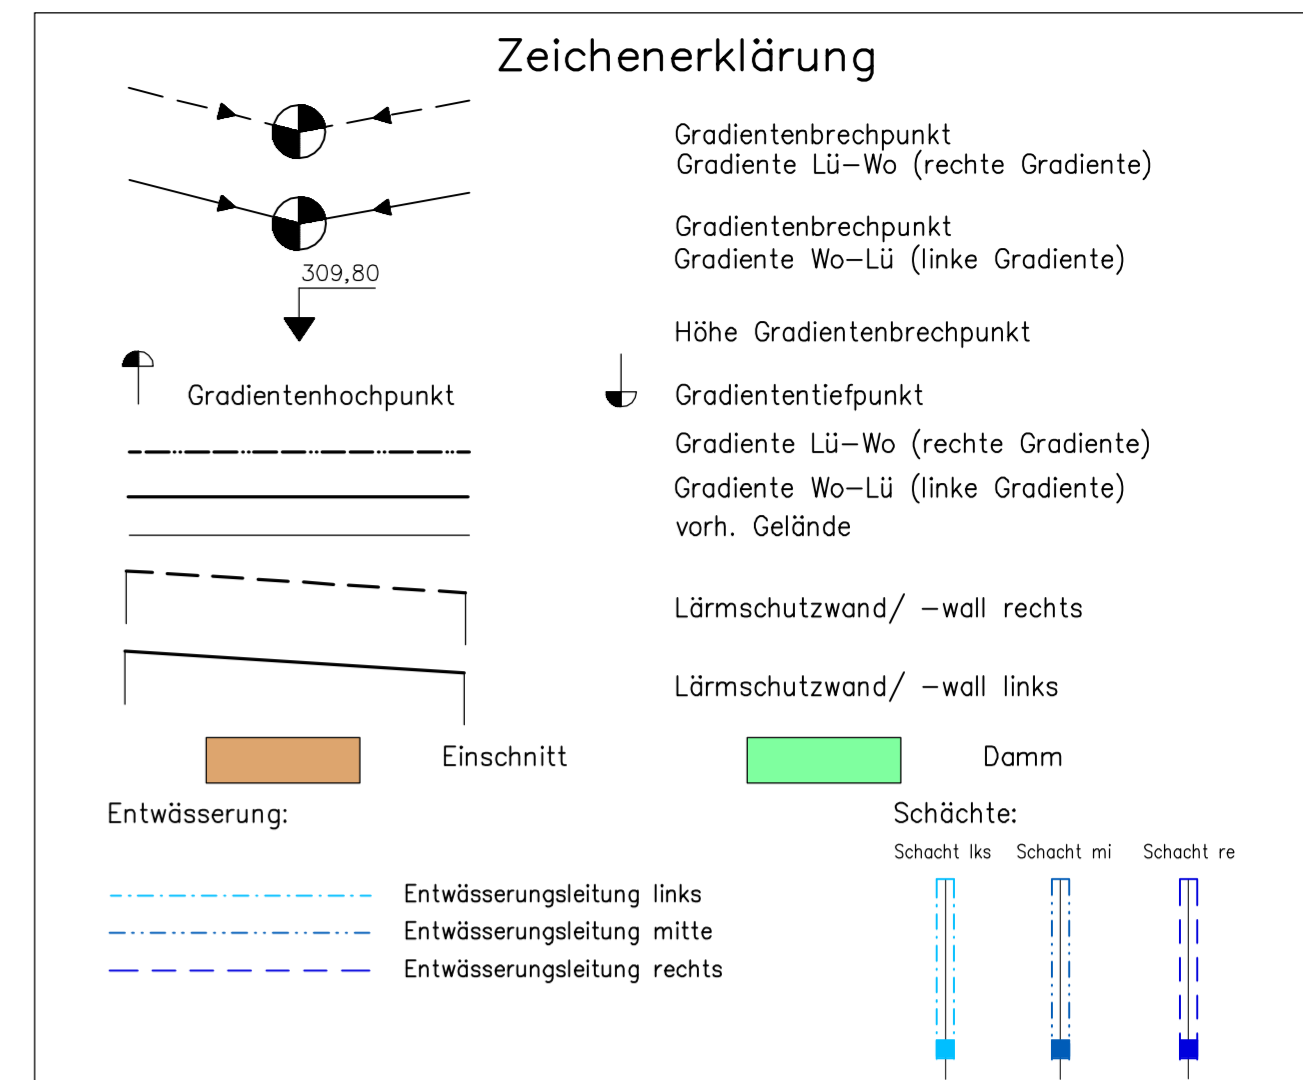 Zeichenerklärung
Gradientenbrechpunkt
Gradiente Lü-Wo (rechte Gradiente)
Gradientenbrechpunkt
Gradiente Wo-Lü (linke Gradiente)
309,80
Höhe Gradientenbrechpunkt
Gradientenhochpunkt
Gradiententiefpunkt
Gradiente Lü-Wo (rechte Gradiente)
Gradiente Wo-Lü (linke Gradiente)
vorh. Gelände
Lärmschutzwand/ -wall rechts
Lärmschutzwand/ -wall links
Einschnitt
Damm
Entwässerung:
Entwässerungsleitung links
Entwässerungsleitung mitte
Entwässerungsleitung rechts
Schächte:
Schacht lks
Schacht mi
Schacht re